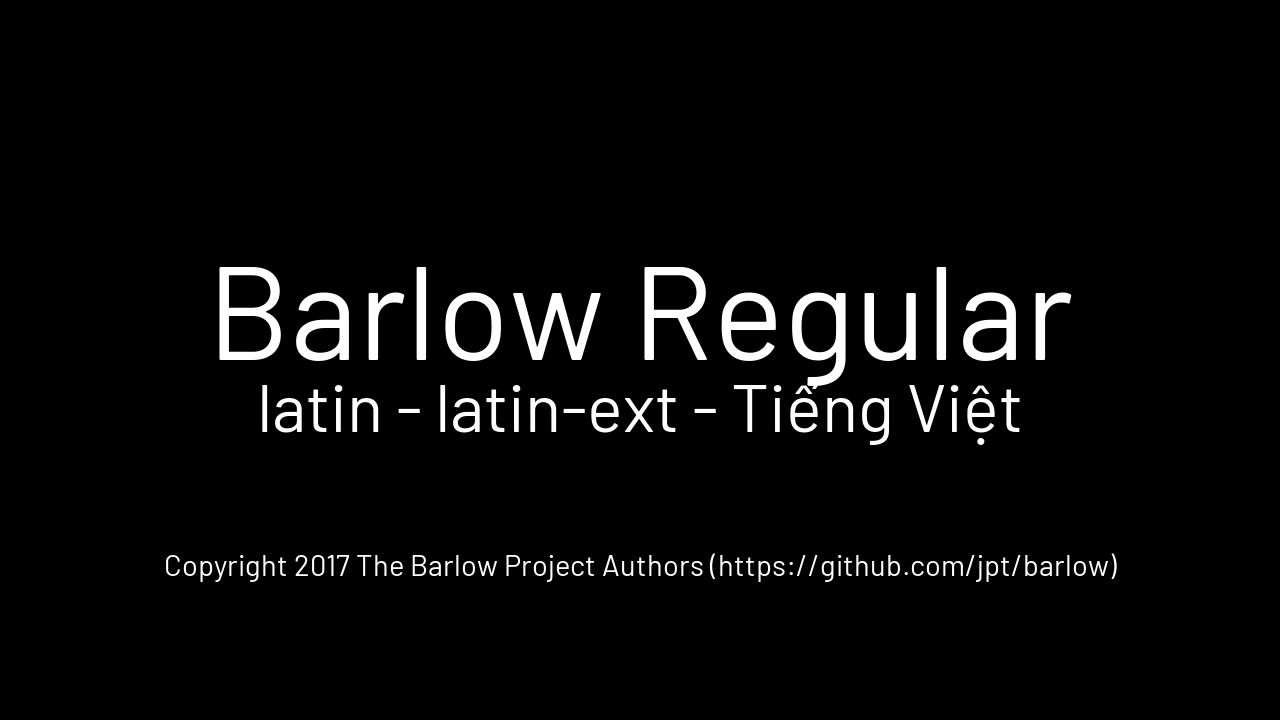 Barlow Regular
latin - latin-ext - Tiếng Việt
Copyright 2017 The Barlow Project Authors (https://github.com/jpt/barlow)